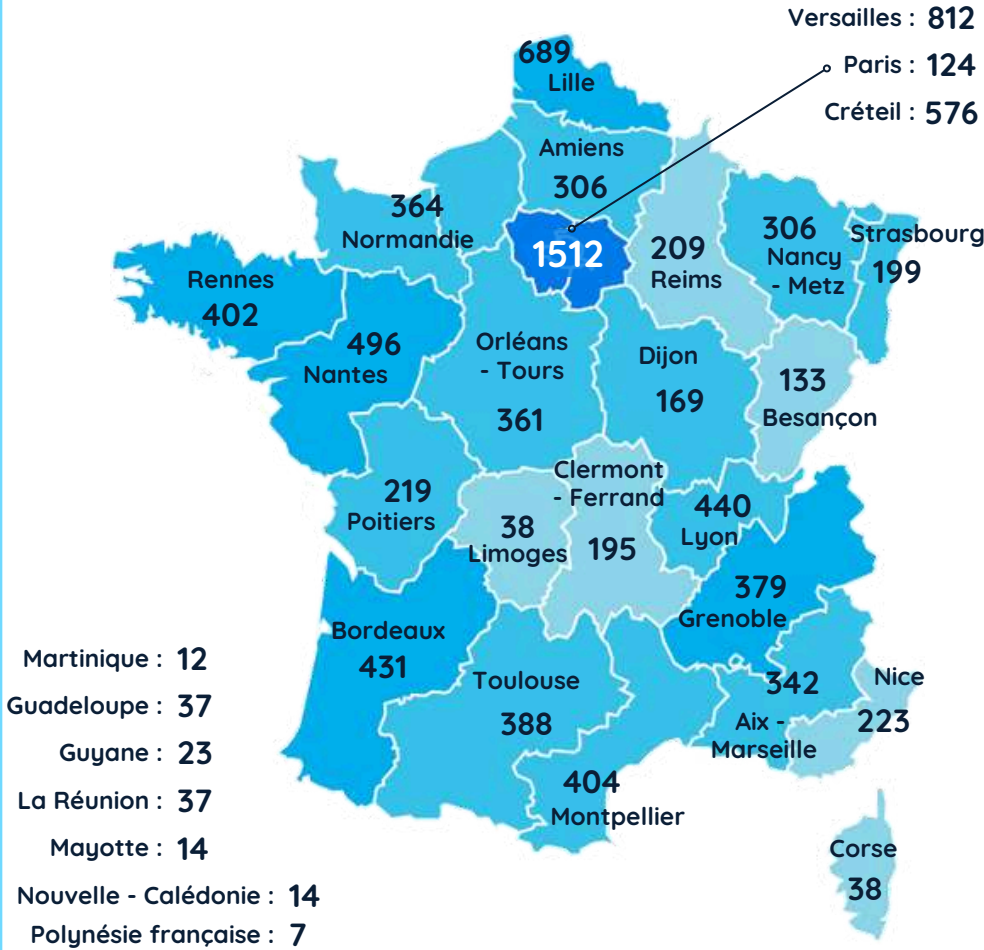 Versailles : 812
Paris : 124
Créteil : 576
689
Lille
Amiens
306
364
Normandie
1512
209
Reims
306
Nancy
- Metz
Strasbourg
199
Rennes
402
496
Nantes
Orléans
- Tours
361
Dijon
169
133
Besançon
219
Poitiers
38
Limoges
Clermont
- Ferrand
195
440
Lyon
379
Grenoble
Bordeaux
431
Toulouse
388
342
Aix -
Marseille
Nice
223
404
Montpellier
Corse
38
Martinique : 12
Guadeloupe : 37
Guyane : 23
La Réunion : 37
Mayotte : 14
Nouvelle - Calédonie : 14
Polynésie française : 7